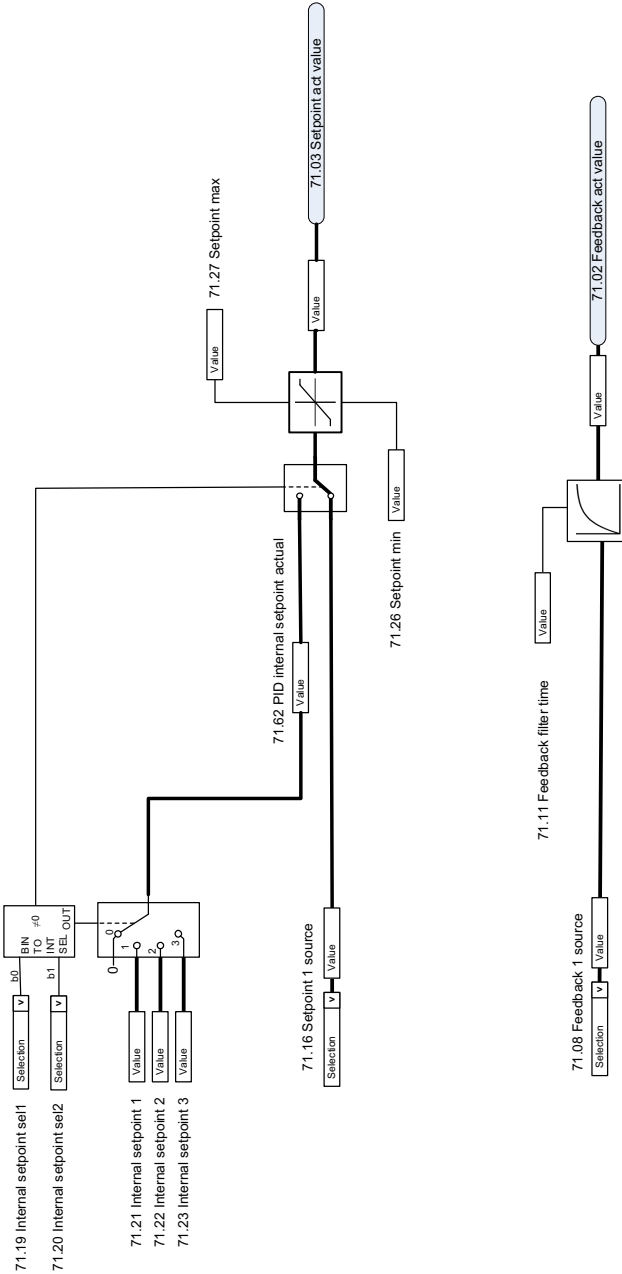 71.19 Internal setpoint sel1
Selection
v
b0
71.20 Internal setpoint sel2
Selection
v
b1
BIN
TO
INT
SEL
≠0
OUT
71.21 Internal setpoint 1
Value
71.22 Internal setpoint 2
Value
71.23 Internal setpoint 3
Value
0
0
1
2
3
71.62 PID internal setpoint actual
Value
71.16 Setpoint 1 source
Selection
v
Value
71.27 Setpoint max
Value
71.26 Setpoint min
Value
Value
71.03 Setpoint act value
71.11 Feedback filter time
Value
71.08 Feedback 1 source
Selection
v
Value
Value
71.02 Feedback act value